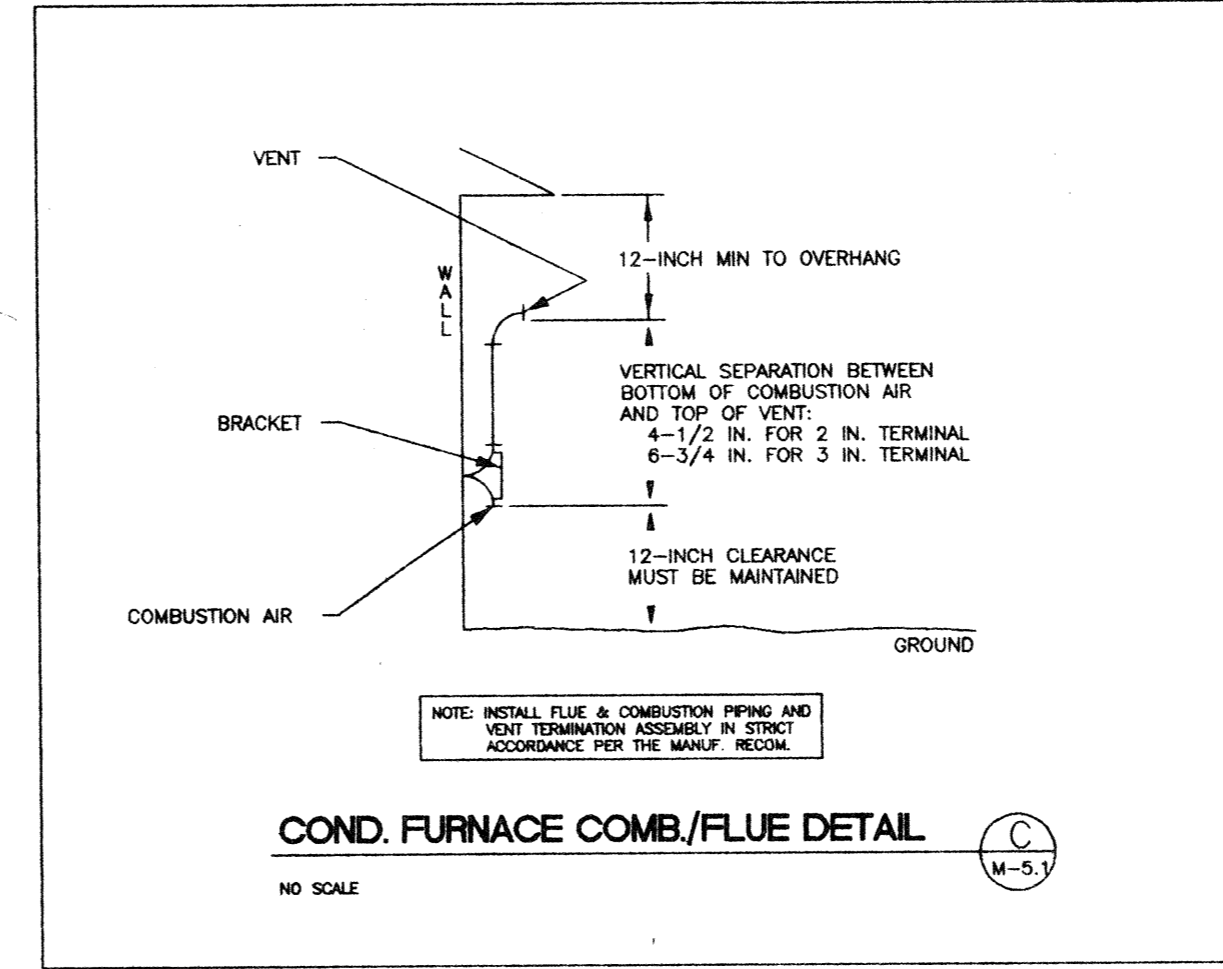 VENT
12-INCH MIN TO OVERHANG
WALL
VERTICAL SEPARATION BETWEEN
BOTTOM OF COMBUSTION AIR
AND TOP OF VENT:
4-1/2 IN. FOR 2 IN. TERMINAL
6-3/4 IN. FOR 3 IN. TERMINAL
BRACKET
12-INCH CLEARANCE
MUST BE MAINTAINED
COMBUSTION AIR
GROUND
NOTE: INSTALL FLUE & COMBUSTION PIPING AND
VENT TERMINATION ASSEMBLY IN STRICT
ACCORDANCE PER THE MANUF. RECOM.
COND. FURNACE COMB./FLUE DETAIL
C
M-5.1
NO SCALE